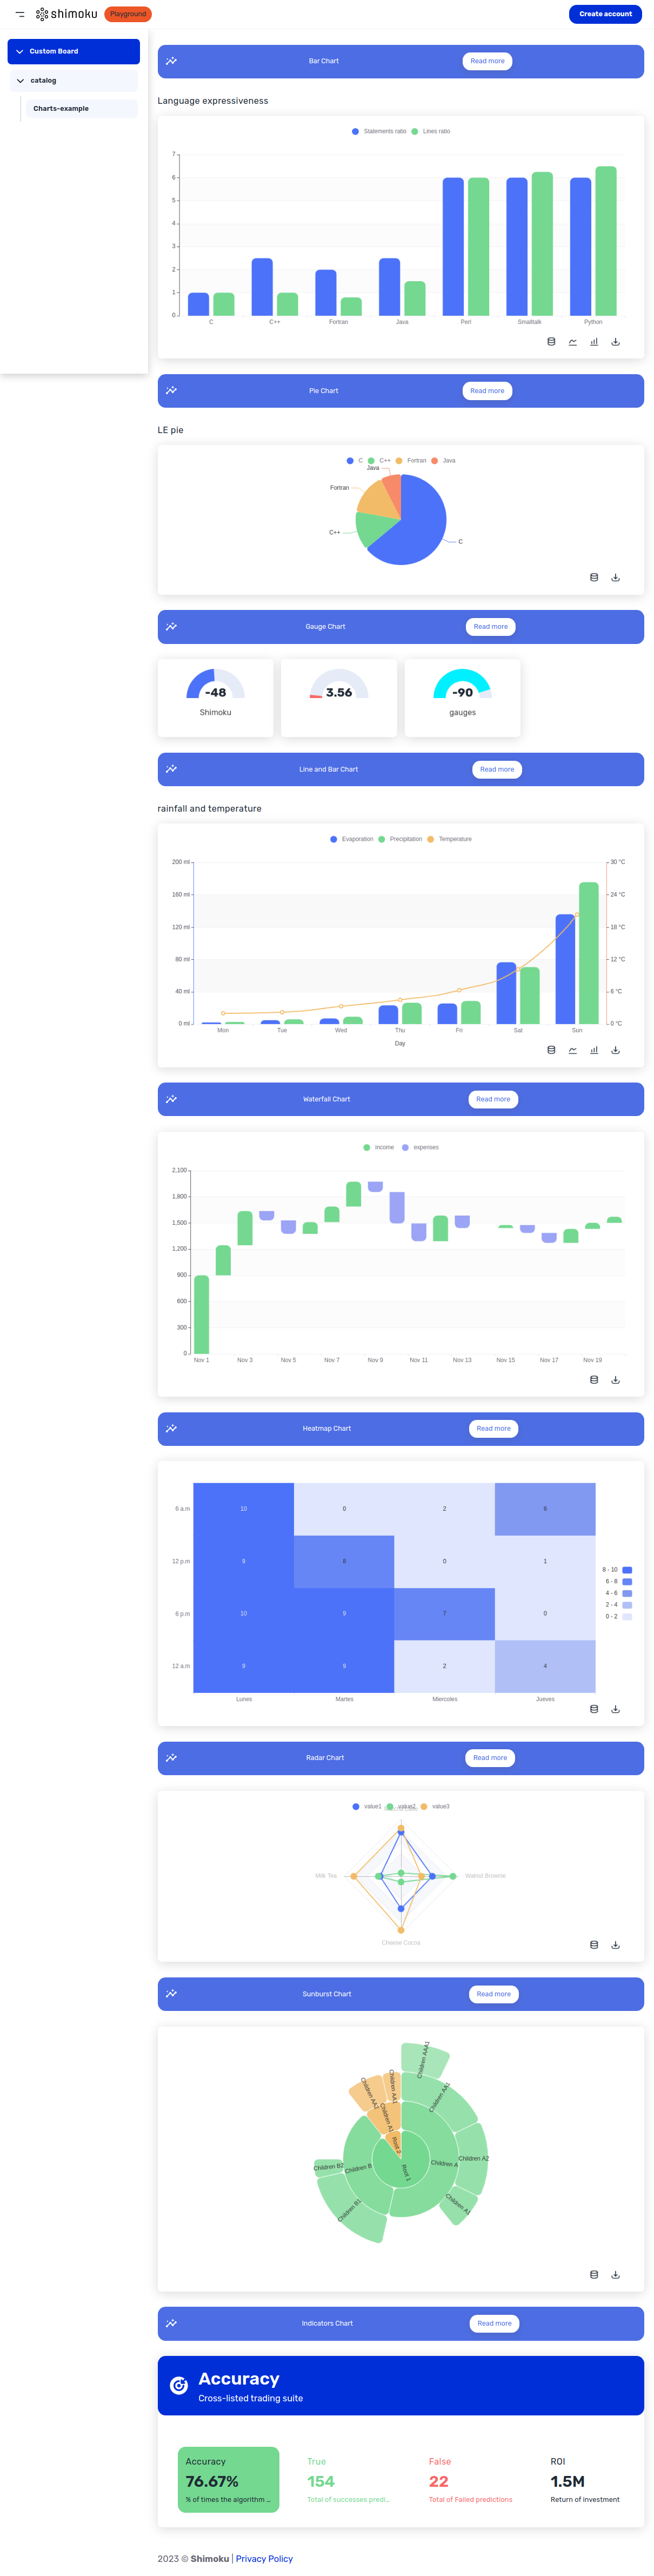 shimoku
Playground
Create account
Custom Board
catalog
Charts-example
Bar Chart
Read more
Language expressiveness
Statements ratio
Lines ratio
7
6
5
4
3
2
1
0
C
C++
Fortran
Java
Perl
Smalltalk
Python
Pie Chart
Read more
LE pie
C
C++
Fortran
Java
Java
Fortran
C++
C
Gauge Chart
Read more
-48
Shimoku
3.56
-90
gauges
Line and Bar Chart
Read more
rainfall and temperature
Evaporation
Precipitation
Temperature
200 ml
160 ml
120 ml
80 ml
40 ml
0 ml
30 °C
24 °C
18 °C
12 °C
6 °C
0 °C
Mon
Tue
Wed
Thu
Fri
Sat
Sun
Day
Waterfall Chart
Read more
income
expenses
2,100
1,800
1,500
1,200
900
600
300
0
Nov 1
Nov 3
Nov 5
Nov 7
Nov 9
Nov 11
Nov 13
Nov 15
Nov 17
Nov 19
Heatmap Chart
Read more
6 a.m
10
0
2
6
12 p.m
9
8
0
1
6 p.m
10
9
7
0
12 a.m
9
9
2
4
Lunes
Martes
Miercoles
Jueves
8 - 10
6 - 8
4 - 6
2 - 4
0 - 2
Radar Chart
Read more
value1
value2
value3
Milk Tea
Walnut Brownie
Cheese Cocoa
Sunburst Chart
Read more
Children AAA1
Children AA1
Children AA2
Children AA1
Children A1
Root 2
Children A2
Children A
Root 1
Children B
Children B2
Children A1
Children B1
Indicators Chart
Read more
Accuracy
Cross-listed trading suite
Accuracy
76.67%
% of times the algorithm ...
True
154
Total of successes predi...
False
22
Total of Failed predictions
ROI
1.5M
Return of investment
2023 © Shimoku | Privacy Policy